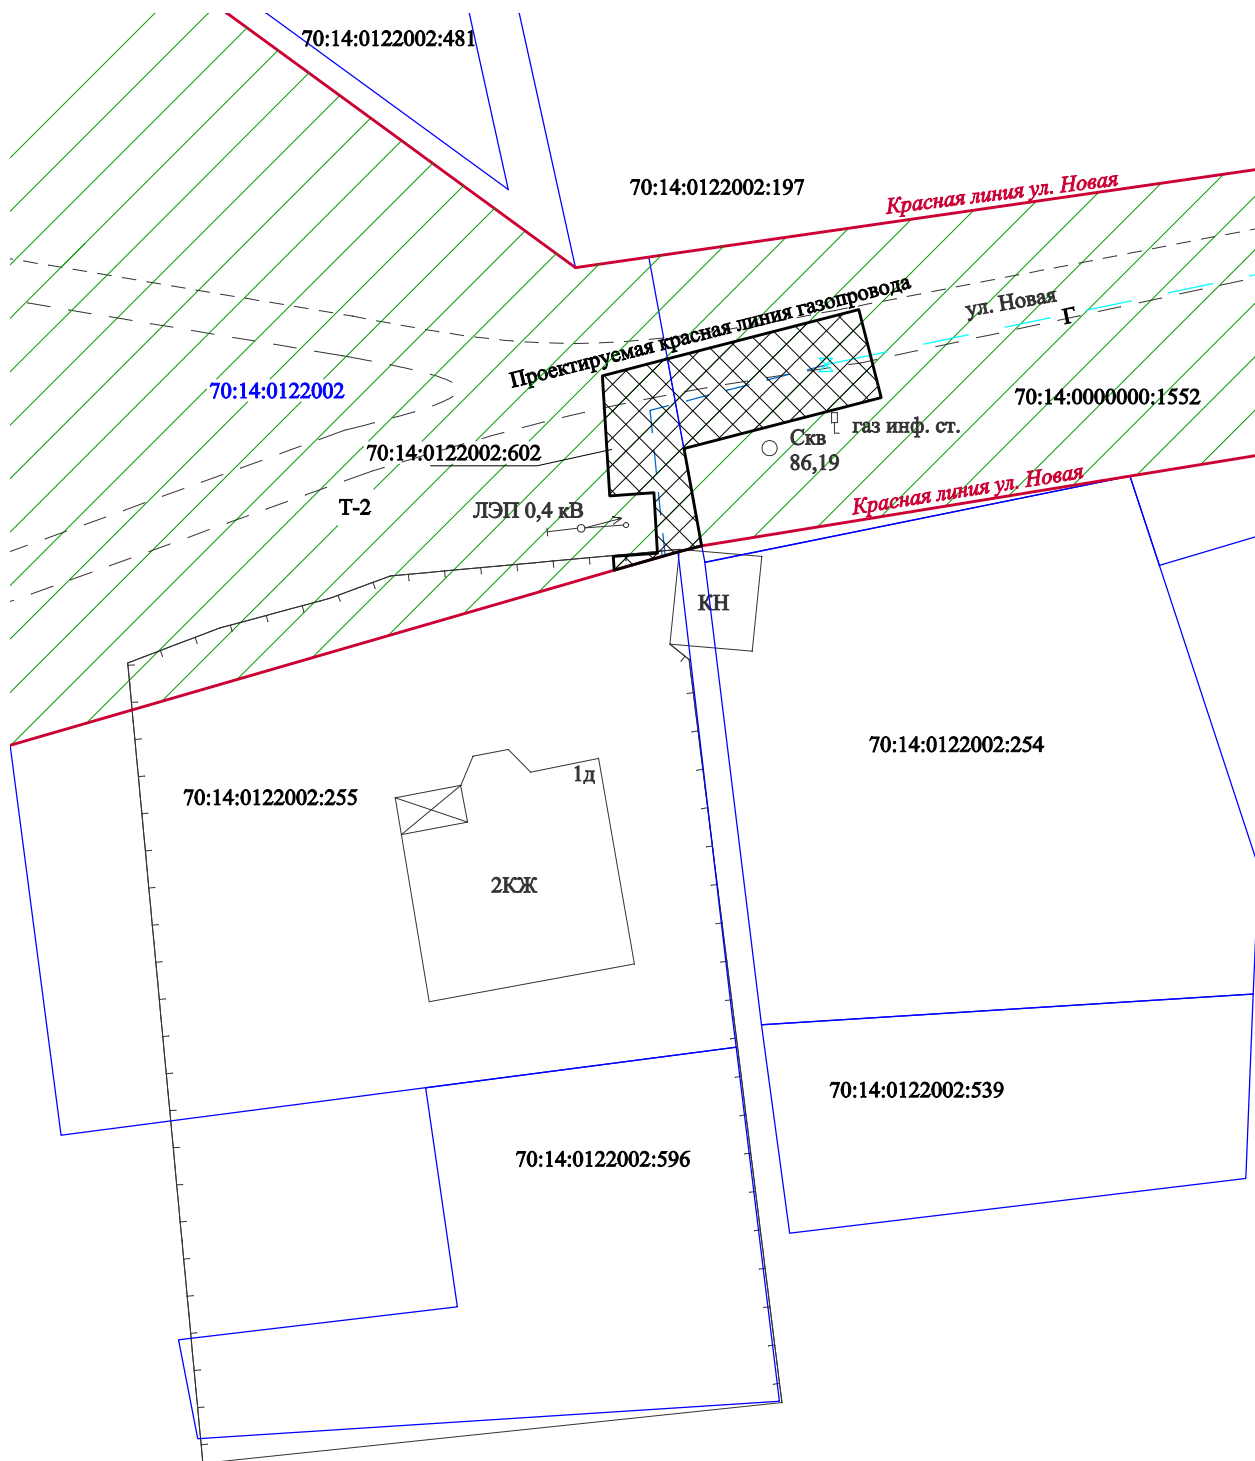 70:14:0122002:481
70:14:0122002:197
Красная линия ул. Новая
Проектируемая красная линия газопровода
ул. Новая
Г
70:14:0122002
70:14:0000000:1552
газ инф. ст.
Скв
86,19
70:14:0122002:602
Т-2
ЛЭП 0,4 кВ
Красная линия ул. Новая
КН
70:14:0122002:254
1д
70:14:0122002:255
2КЖ
70:14:0122002:539
70:14:0122002:596